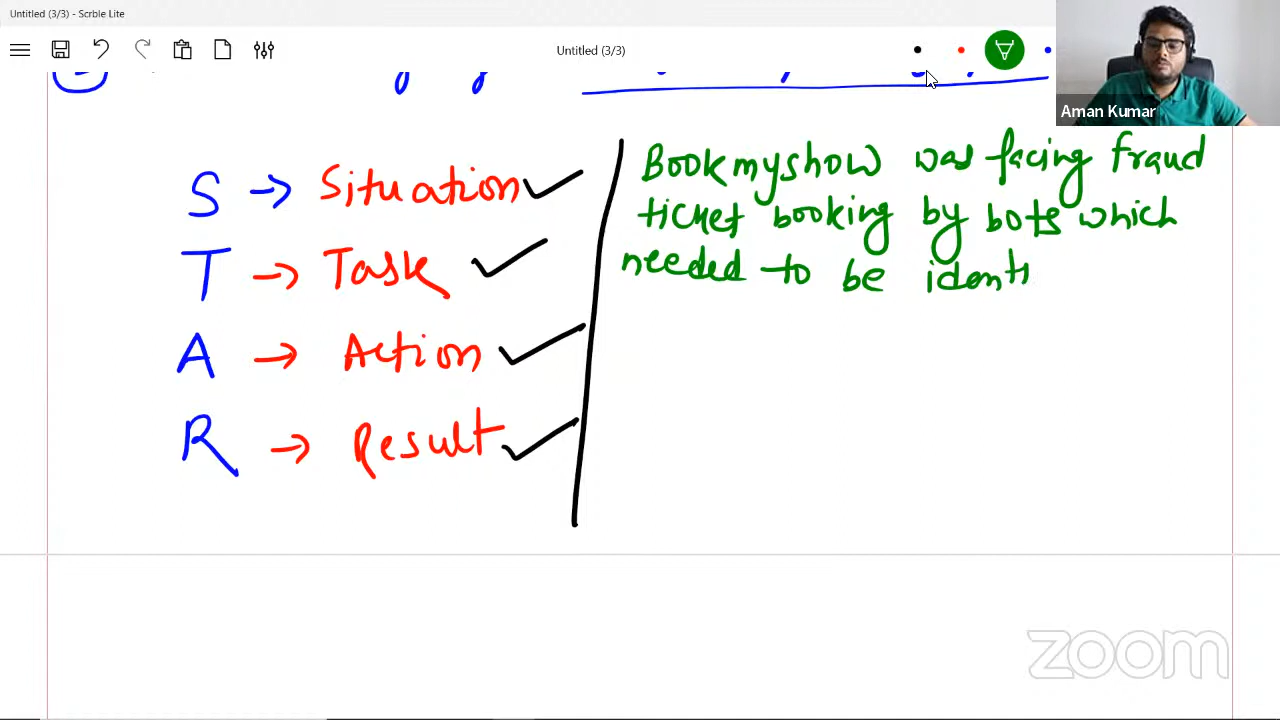 Untitled (3/3) - Scrble Lite
Untitled (3/3)
Aman Kumar
S → Situation
T → Task
A → Action
R → Result
Bookmyshow was facing fraud
ticket booking by bots which
needed to be identi
zoom